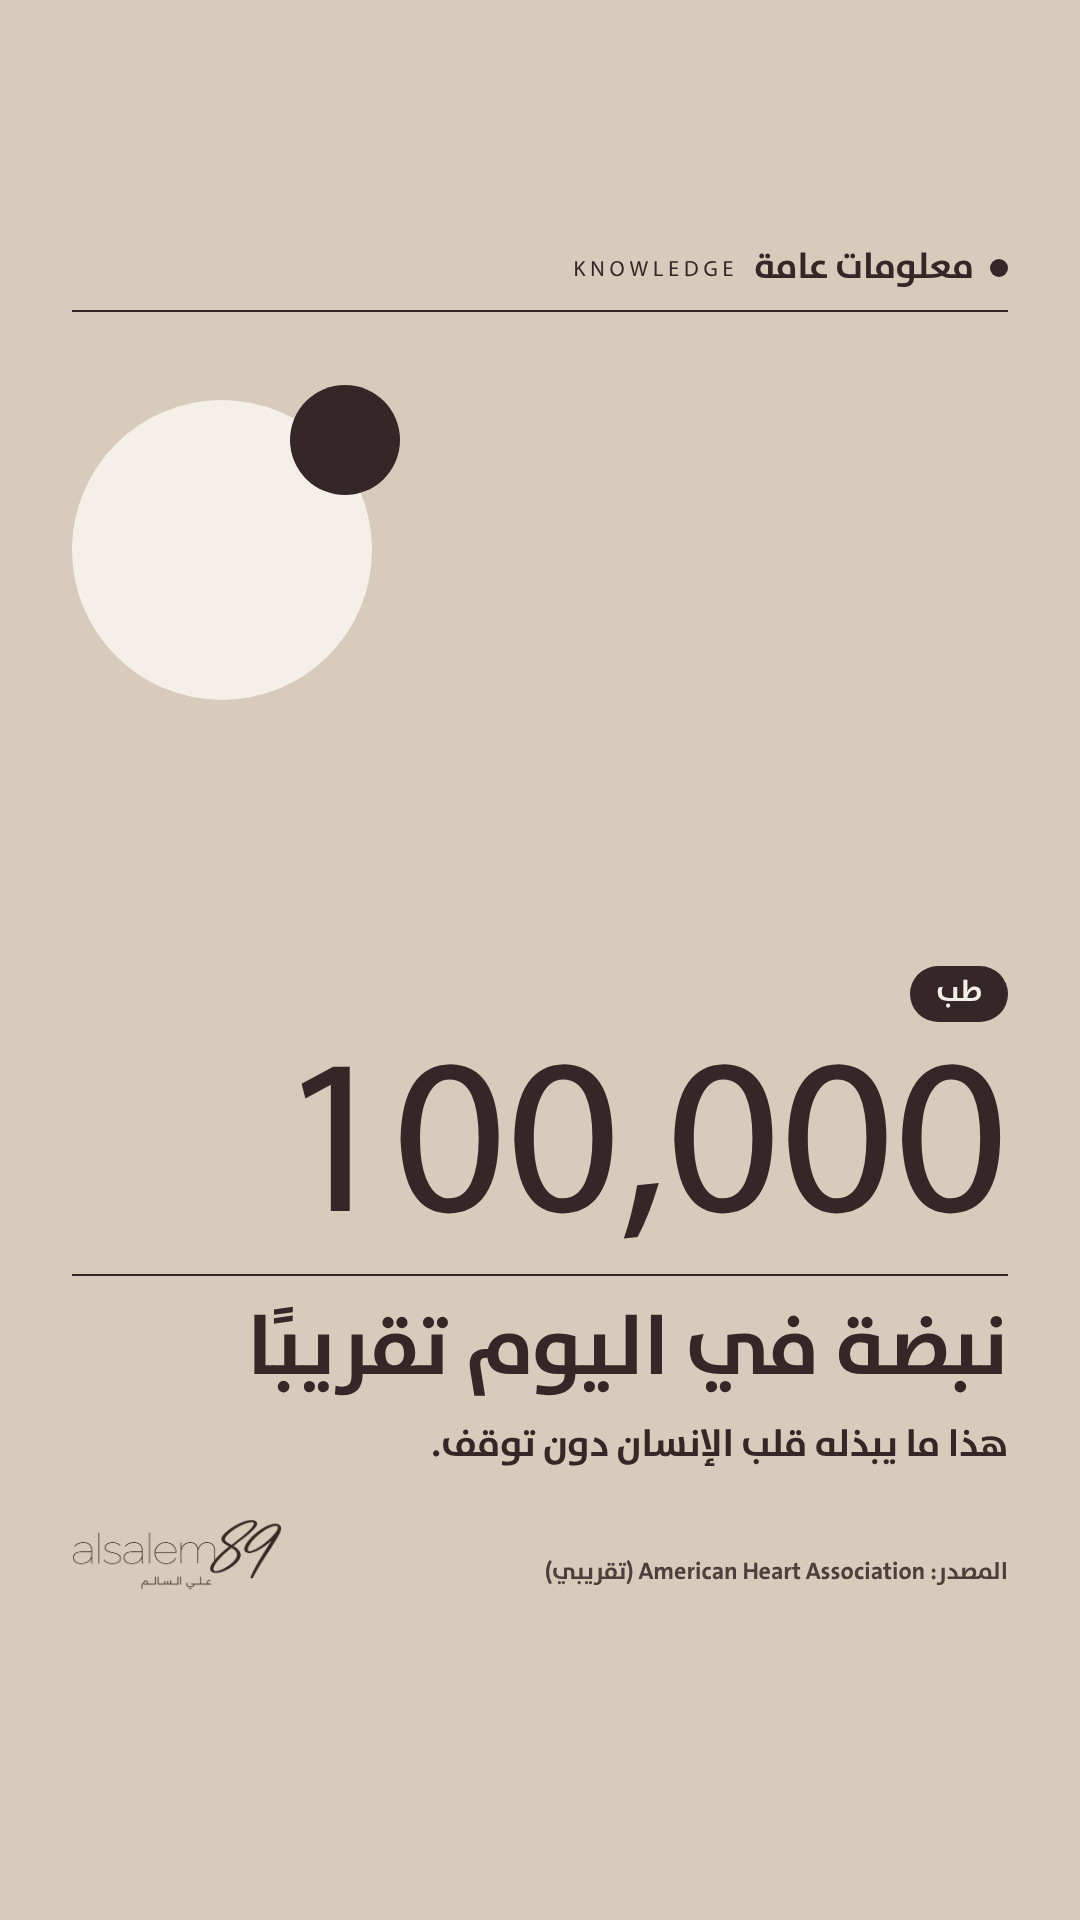 معلومات عامة KNOWLEDGE
طب
100,000
نبضة في اليوم تقريبًا
هذا ما يبذله قلب الإنسان دون توقف.
المصدر: American Heart Association (تقريبي)
alsalem89
علي السالم